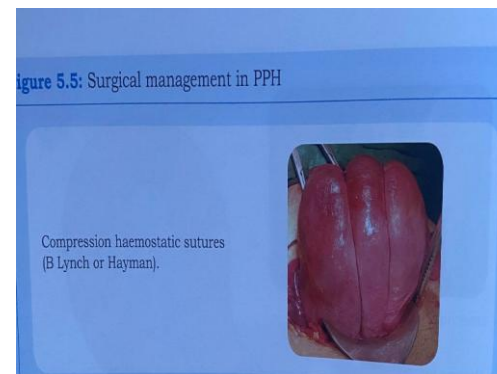 igure 5.5: Surgical management in PPH
Compression haemostatic sutures
(B Lynch or Hayman).